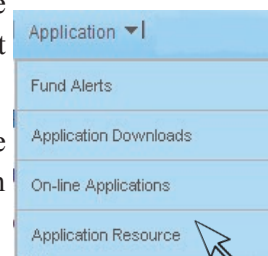 Application
Fund Alerts
Application Downloads
On-line Applications
Application Resource